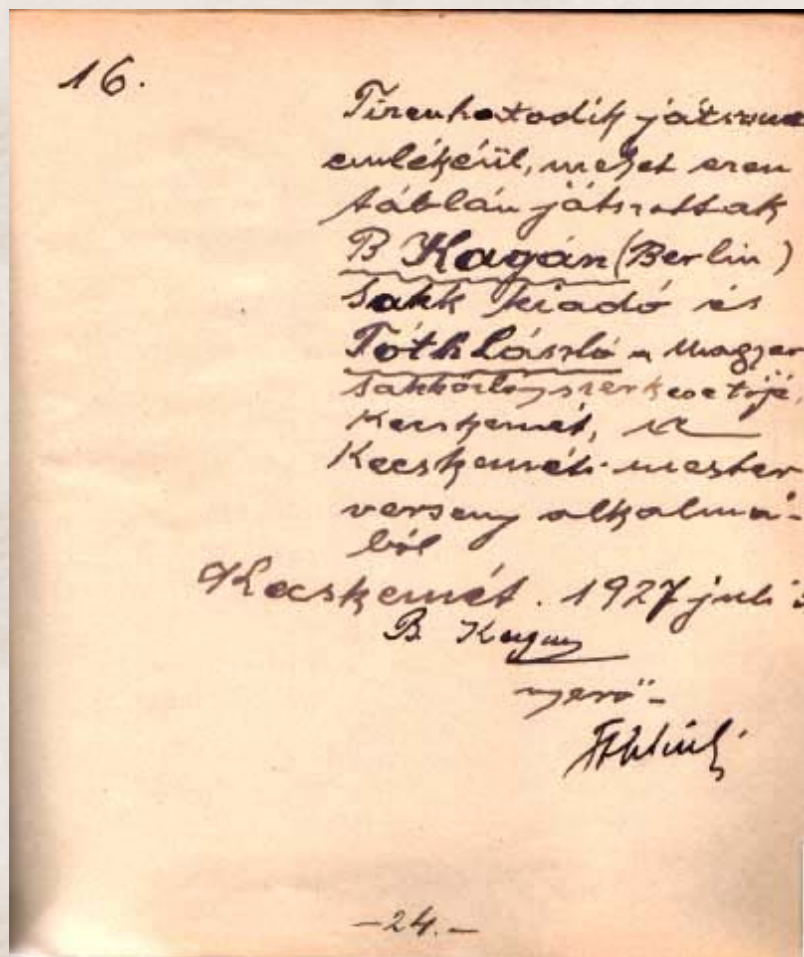 16.
Tizenhatodik játszma
emlékéül, melyet ezen
táblán játszottak
B Kagán (Berlin)
Sakk kiadó és
Tóth László a Magyar
sakkvilág szerkesztője,
Kecskemét, a
Kecskeméti mester
verseny alkalmá-
ból
Kecskemét. 1927 juli
B. Kagan
nyerő-
-24.-